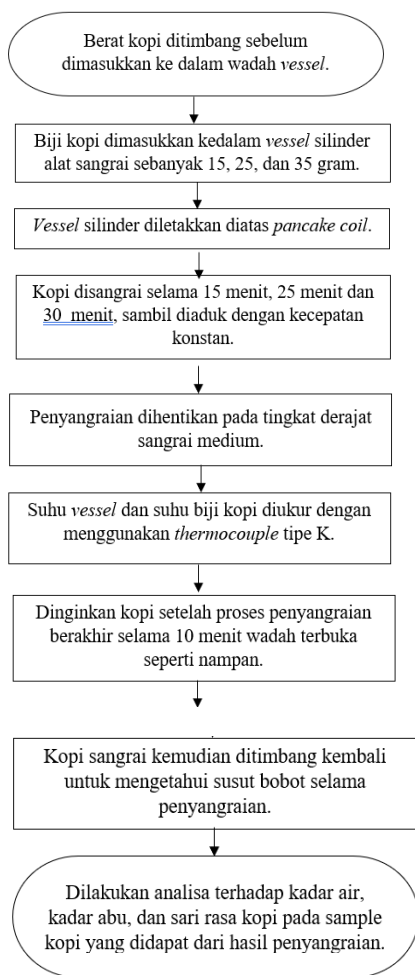 Berat kopi ditimbang sebelum
dimasukkan ke dalam wadah vessel.
Biji kopi dimasukkan kedalam vessel silinder
alat sangrai sebanyak 15, 25, dan 35 gram.
Vessel silinder diletakkan diatas pancake coil.
Kopi disangrai selama 15 menit, 25 menit dan
30 menit, sambil diaduk dengan kecepatan
konstan.
Penyangraian dihentikan pada tingkat derajat
sangrai medium.
Suhu vessel dan suhu biji kopi diukur dengan
menggunakan thermocouple tipe K.
Dinginkan kopi setelah proses penyangraian
berakhir selama 10 menit wadah terbuka
seperti nampan.
Kopi sangrai kemudian ditimbang kembali
untuk mengetahui susut bobot selama
penyangraian.
Dilakukan analisa terhadap kadar air,
kadar abu, dan sari rasa kopi pada sample
kopi yang didapat dari hasil penyangraian.